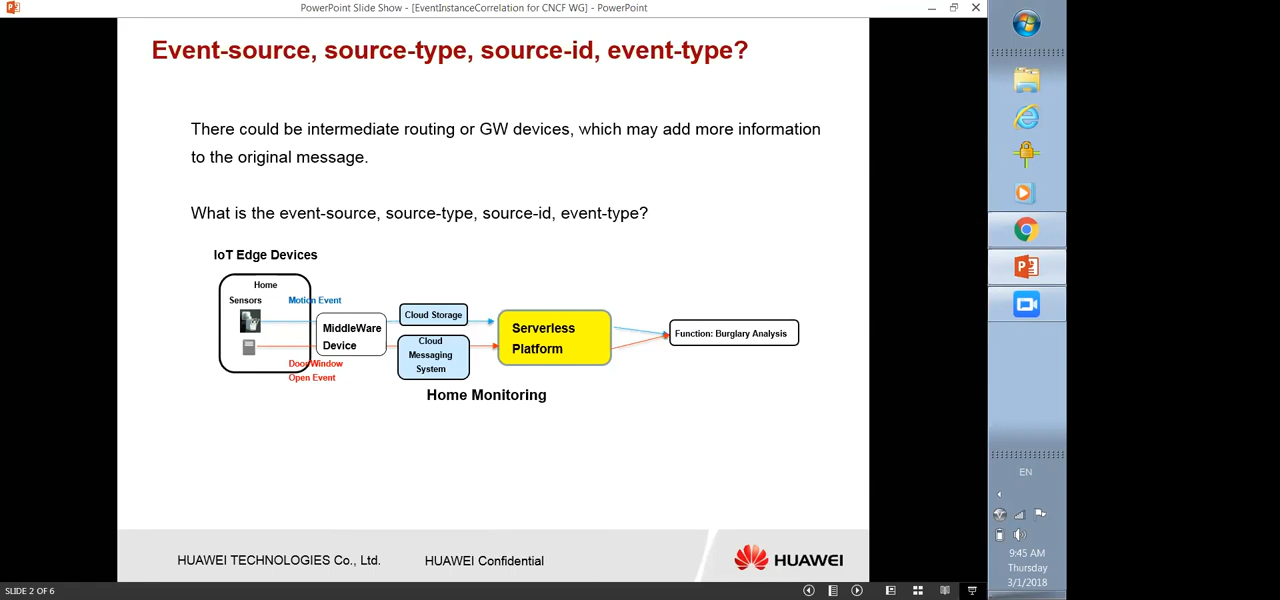 PowerPoint Slide Show - [EventInstanceCorrelation for CNCF WG] - PowerPoint
Event-source, source-type, source-id, event-type?
There could be intermediate routing or GW devices, which may add more information
to the original message.
What is the event-source, source-type, source-id, event-type?
IoT Edge Devices
Home
Sensors
Motion Event
MiddleWare
Device
Door/Window
Open Event
Cloud Storage
Cloud
Messaging
System
Serverless
Platform
Function: Burglary Analysis
Home Monitoring
HUAWEI TECHNOLOGIES Co., Ltd.
HUAWEI Confidential
HUAWEI
SLIDE 2 OF 6
EN
9:45 AM
Thursday
3/1/2018